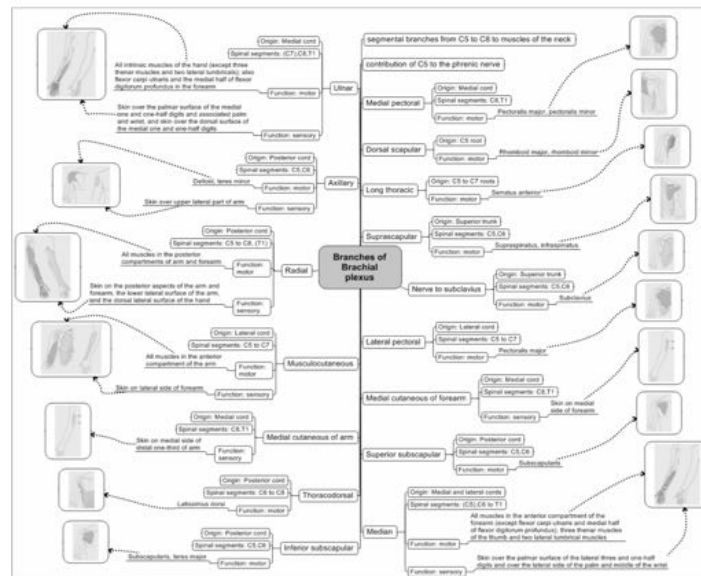 Branches of
Brachial
plexus
Ulnar
Origin: Medial cord
Spinal segments: (C7),C8,T1
All intrinsic muscles of the hand (except three
thenar muscles and two lateral lumbricals); also
flexor carpi ulnaris and the medial half of flexor
digitorum profundus in the forearm
Function: motor
Skin over the palmar surface of the medial
one and one-half digits and associated palm
and wrist, and skin over the dorsal surface of
the medial one and one-half digits
Function: sensory
Axillary
Origin: Posterior cord
Spinal segments: C5,C6
Deltoid, teres minor
Function: motor
Skin over upper lateral part of arm
Function: sensory
Radial
Origin: Posterior cord
Spinal segments: C5 to C8, (T1)
All muscles in the posterior
compartments of arm and forearm
Function:
motor
Skin on the posterior aspects of the arm and
forearm, the lower lateral surface of the arm,
and the dorsal lateral surface of the hand
Function:
sensory
Musculocutaneous
Origin: Lateral cord
Spinal segments: C5 to C7
All muscles in the anterior
compartment of the arm
Function:
motor
Skin on lateral side of forearm
Function: sensory
Medial cutaneous of arm
Origin: Medial cord
Spinal segments: C8,T1
Skin on medial side of
distal one-third of arm
Function:
sensory
Thoracodorsal
Origin: Posterior cord
Spinal segments: C6 to C8
Latissimus dorsi
Function: motor
Inferior subscapular
Origin: Posterior cord
Spinal segments: C5,C6
Subscapularis, teres major
Function: motor
segmental branches from C5 to C8 to muscles of the neck
contribution of C5 to the phrenic nerve
Medial pectoral
Origin: Medial cord
Spinal segments: C8,T1
Function: motor
Pectoralis major, pectoralis minor
Dorsal scapular
Origin: C5 root
Function: motor
Rhomboid major, rhomboid minor
Long thoracic
Origin: C5 to C7 roots
Function: motor
Serratus anterior
Suprascapular
Origin: Superior trunk
Spinal segments: C5,C6
Function: motor
Supraspinatus, Infraspinatus
Nerve to subclavius
Origin: Superior trunk
Spinal segments: C5,C6
Function: motor
Subclavius
Lateral pectoral
Origin: Lateral cord
Spinal segments: C5 to C7
Function: motor
Pectoralis major
Medial cutaneous of forearm
Origin: Medial cord
Spinal segments: C8,T1
Function: sensory
Skin on medial
side of forearm
Superior subscapular
Origin: Posterior cord
Spinal segments: C5,C6
Function: motor
Subscapularis
Median
Origin: Medial and lateral cords
Spinal segments: (C5),C6 to T1
All muscles in the anterior compartment of the
forearm (except flexor carpi ulnaris and medial half
of flexor digitorum profundus), three thenar muscles
of the thumb and two lateral lumbrical muscles
Function: motor
Skin over the palmar surface of the lateral three and one-half
digits and over the lateral side of the palm and middle of the wrist
Function: sensory